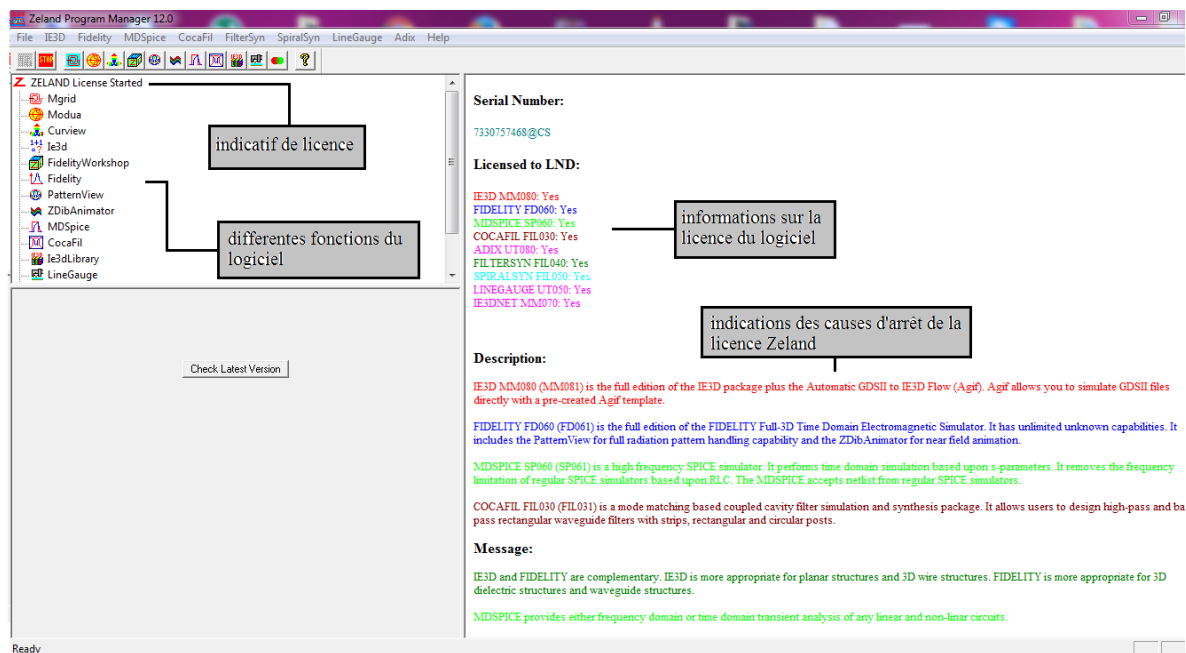 Zeland Program Manager 12.0
File IE3D Fidelity MDSpice CocaFil FilterSyn SpiralSyn LineGauge Adix Help
STOP
ZELAND License Started
Mgrid
Modua
Curview
Ie3d
FidelityWorkshop
Fidelity
PatternView
ZDibAnimator
MDSpice
CocaFil
Ie3dLibrary
LineGauge
indicatif de licence
differentes fonctions du
logiciel
Check Latest Version
Serial Number:
7330757468@CS
Licensed to LND:
IE3D MM080: Yes
FIDELITY FD060: Yes
MDSPICE SP060: Yes
COCAFIL FIL030: Yes
ADIX UT080: Yes
FILTERSYN FIL040: Yes
SPIRALSYN FIL050: Yes
LINEGAUGE UT050: Yes
IE3DNET MM070: Yes
informations sur la
licence du logiciel
indications des causes d'arrêt de la
licence Zeland
Description:
IE3D MM080 (MM081) is the full edition of the IE3D package plus the Automatic GDSII to IE3D Flow (Agif). Agif allows you to simulate GDSII files
directly with a pre-created Agif template.
FIDELITY FD060 (FD061) is the full edition of the FIDELITY Full-3D Time Domain Electromagnetic Simulator. It has unlimited unknown capabilities. It
includes the PatternView for full radiation pattern handling capability and the ZDibAnimator for near field animation.
MDSPICE SP060 (SP061) is a high frequency SPICE simulator. It performs time domain simulation based upon s-parameters. It removes the frequency
limitation of regular SPICE simulators based upon RLC. The MDSPICE accepts netlist from regular SPICE simulators.
COCAFIL FIL030 (FIL031) is a mode matching based coupled cavity filter simulation and synthesis package. It allows users to design high-pass and ba
pass rectangular waveguide filters with strips, rectangular and circular posts.
Message:
IE3D and FIDELITY are complementary. IE3D is more appropriate for planar structures and 3D wire structures. FIDELITY is more appropriate for 3D
dielectric structures and waveguide structures.
MDSPICE provides either frequency domain or time domain transient analysis of any linear and non-linar circuits.
Ready